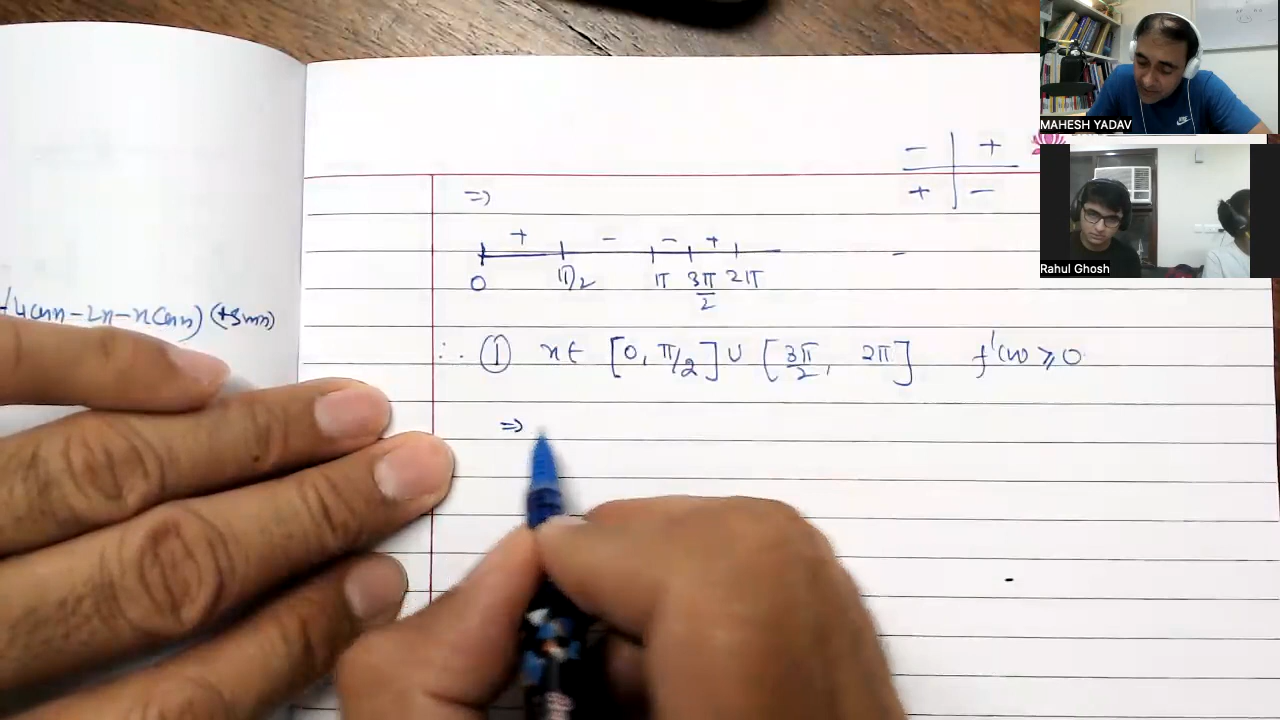 - | +
+ | -
=>
+ - - +
0 π/2 π 3π/2 2π
∴ ① x ∈ [0, π/2] ∪ [3π/2, 2π] f'(x) ≥ 0
=>
MAHESH YADAV
Rahul Ghosh